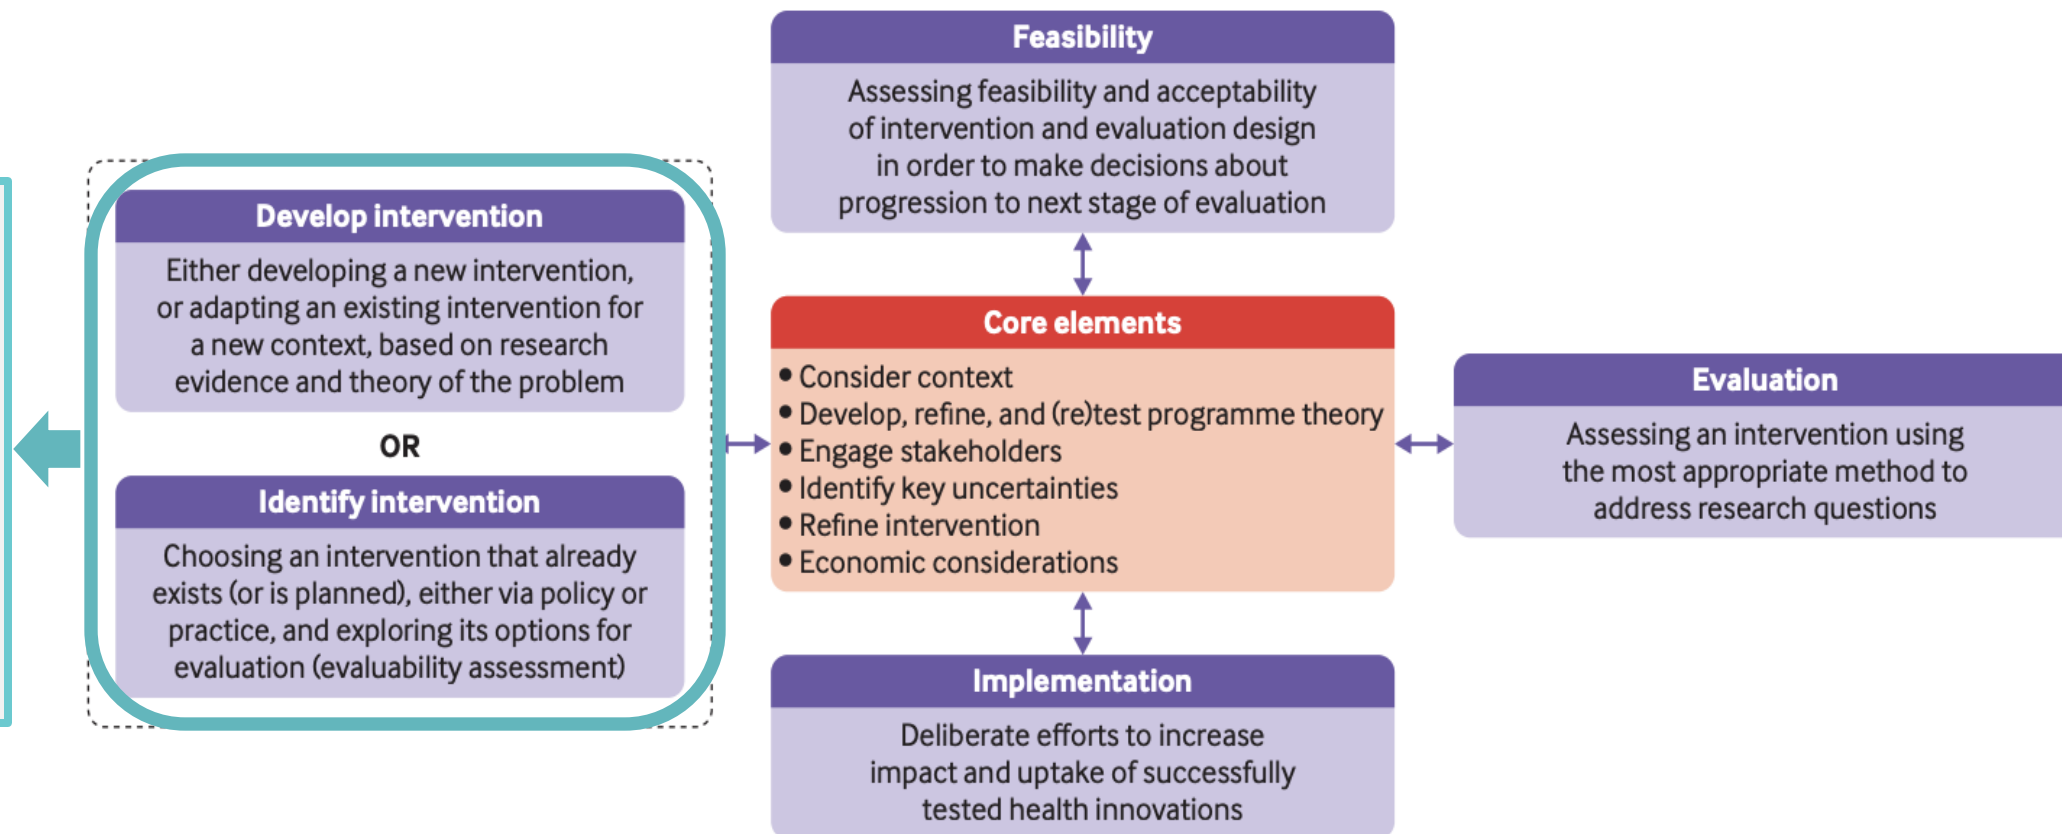 Feasibility
Assessing feasibility and acceptability
of intervention and evaluation design
in order to make decisions about
progression to next stage of evaluation
Develop intervention
Either developing a new intervention,
or adapting an existing intervention for
a new context, based on research
evidence and theory of the problem
OR
Identify intervention
Choosing an intervention that already
exists (or is planned), either via policy or
practice, and exploring its options for
evaluation (evaluability assessment)
Core elements
• Consider context
• Develop, refine, and (re)test programme theory
• Engage stakeholders
• Identify key uncertainties
• Refine intervention
• Economic considerations
Evaluation
Assessing an intervention using
the most appropriate method to
address research questions
Implementation
Deliberate efforts to increase
impact and uptake of successfully
tested health innovations